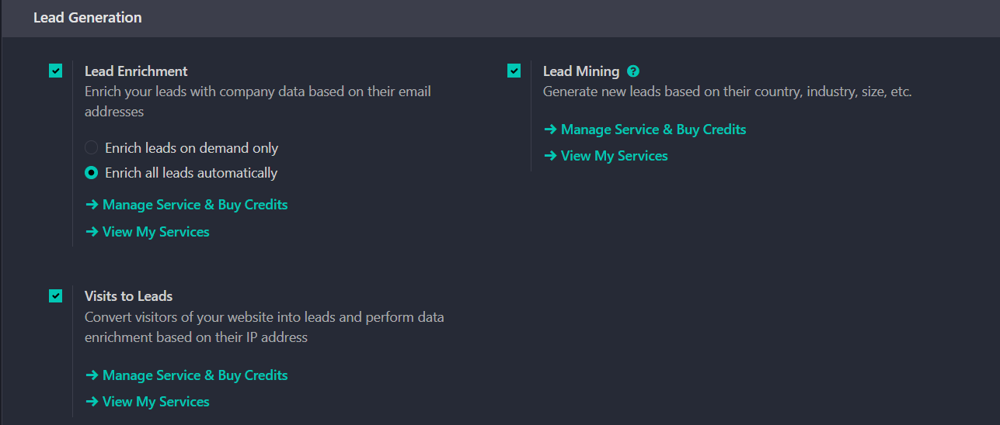 Lead Generation
Lead Enrichment
Enrich your leads with company data based on their email
addresses
Enrich leads on demand only
Enrich all leads automatically
→ Manage Service & Buy Credits
→ View My Services
Lead Mining ?
Generate new leads based on their country, industry, size, etc.
→ Manage Service & Buy Credits
→ View My Services
Visits to Leads
Convert visitors of your website into leads and perform data
enrichment based on their IP address
→ Manage Service & Buy Credits
→ View My Services